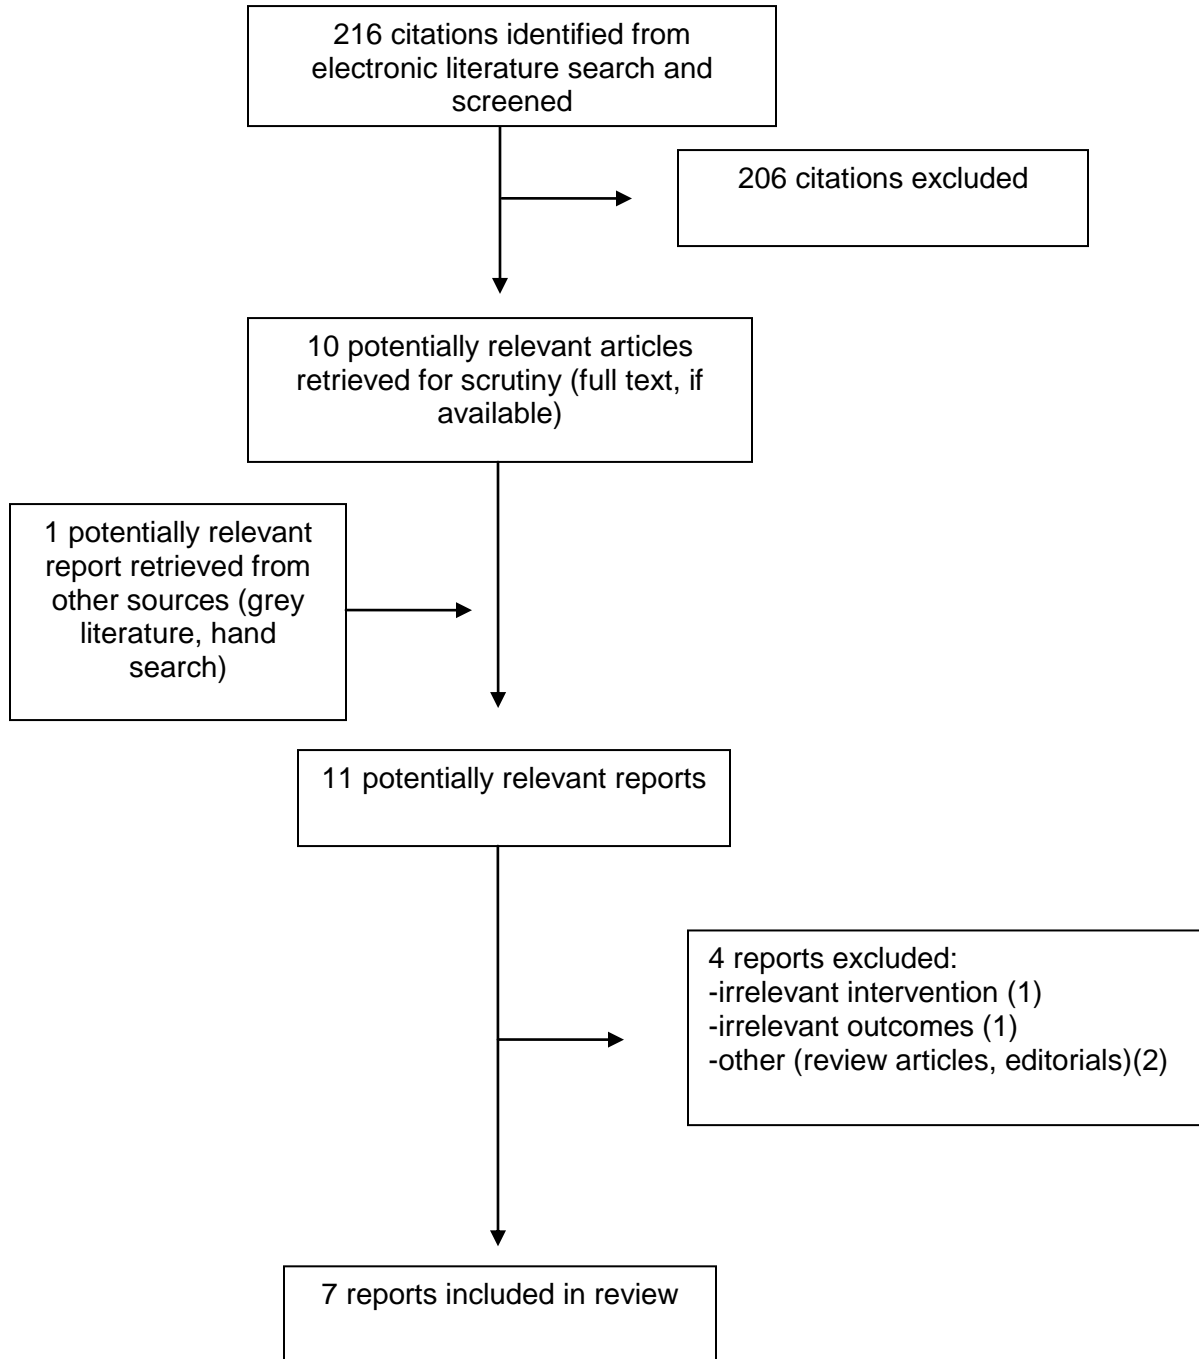 216 citations identified from
electronic literature search and
screened
206 citations excluded
10 potentially relevant articles
retrieved for scrutiny (full text, if
available)
1 potentially relevant
report retrieved from
other sources (grey
literature, hand
search)
11 potentially relevant reports
4 reports excluded:
-irrelevant intervention (1)
-irrelevant outcomes (1)
-other (review articles, editorials)(2)
7 reports included in review